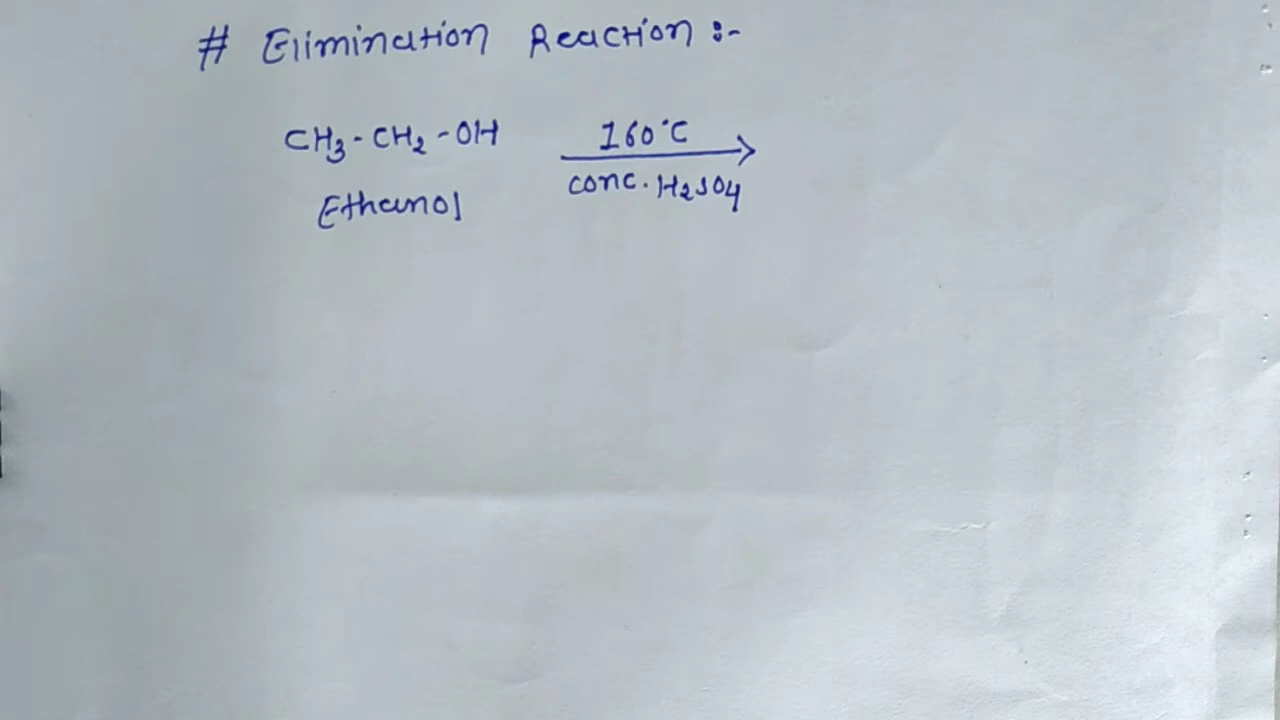 # Elimination Reaction :-
CH₃ - CH₂ - OH 160°C
conc. H₂SO₄
Ethanol